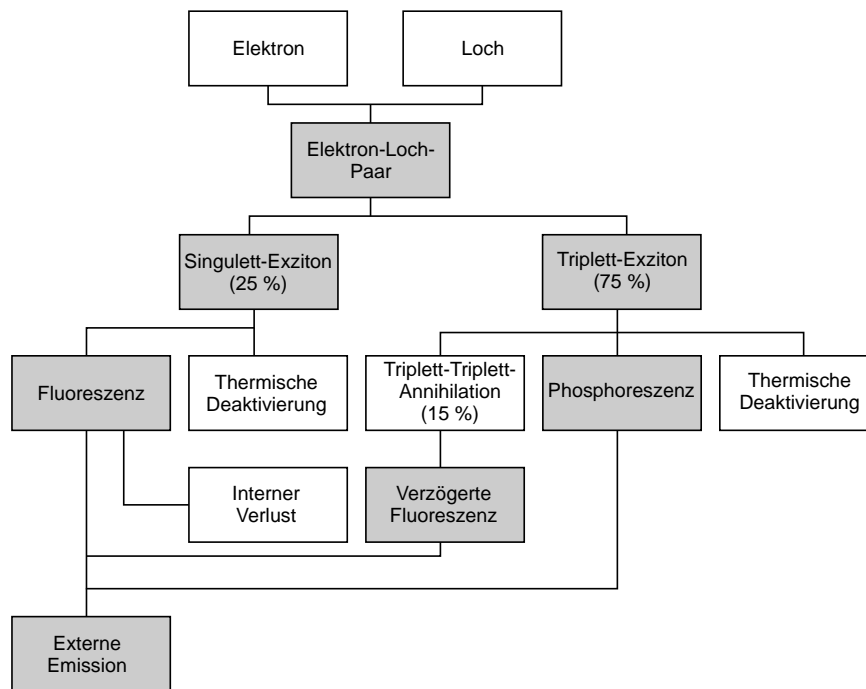 Elektron
Loch
Elektron-Loch-
Paar
Singulett-Exziton
(25 %)
Triplett-Exziton
(75 %)
Fluoreszenz
Thermische
Deaktivierung
Triplett-Triplett-
Annihilation
(15 %)
Phosphoreszenz
Thermische
Deaktivierung
Interner
Verlust
Verzögerte
Fluoreszenz
Externe
Emission